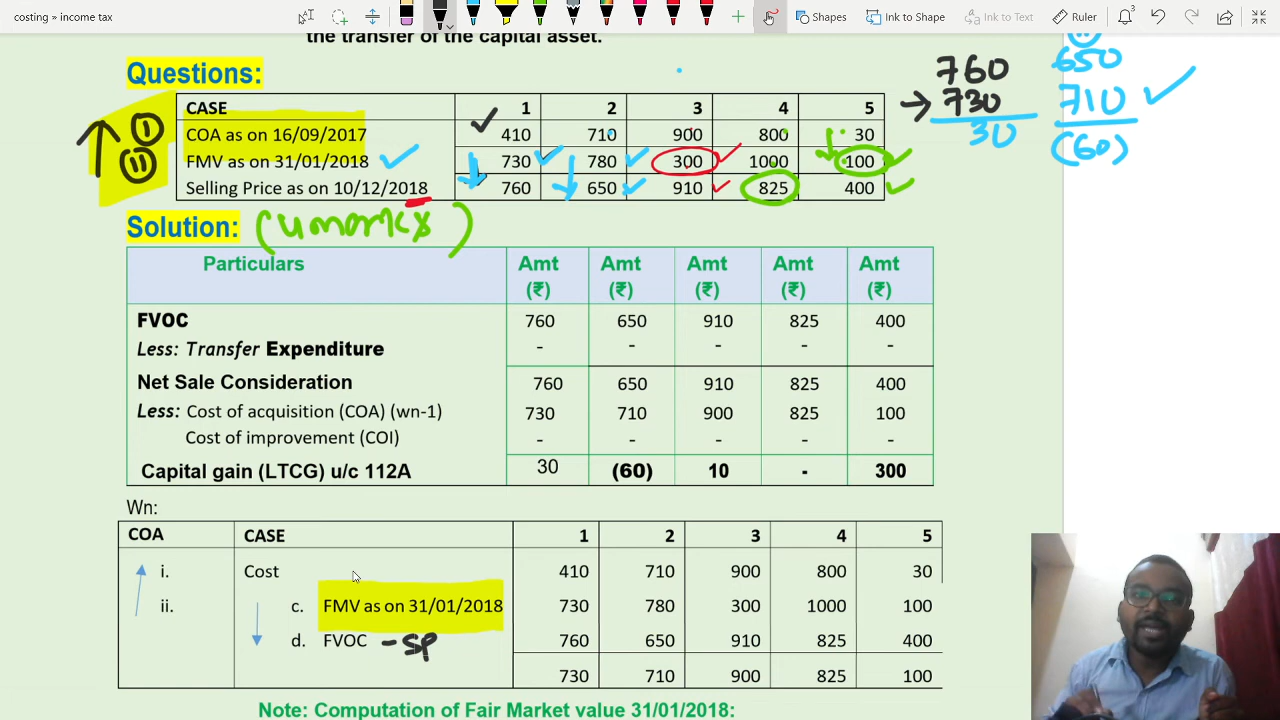 costing » income tax
Shapes Ink to Shape Ink to Text Ruler
the transfer of the capital asset.
Questions:
CASE 1 2 3 4 5
COA as on 16/09/2017 410 710 900 800 30
FMV as on 31/01/2018 730 780 300 1000 100
Selling Price as on 10/12/2018 760 650 910 825 400
I
II
760
730
30
650
710
(60)
Solution: (4 marks)
Particulars Amt (₹) Amt (₹) Amt (₹) Amt (₹) Amt (₹)
FVOC 760 650 910 825 400
Less: Transfer Expenditure - - - - -
Net Sale Consideration 760 650 910 825 400
Less: Cost of acquisition (COA) (wn-1) 730 710 900 825 100
Cost of improvement (COI) - - - - -
Capital gain (LTCG) u/c 112A 30 (60) 10 - 300
Wn:
COA CASE 1 2 3 4 5
i. Cost 410 710 900 800 30
ii. c. FMV as on 31/01/2018 730 780 300 1000 100
d. FVOC - SP 760 650 910 825 400
730 710 900 825 100
Note: Computation of Fair Market value 31/01/2018: